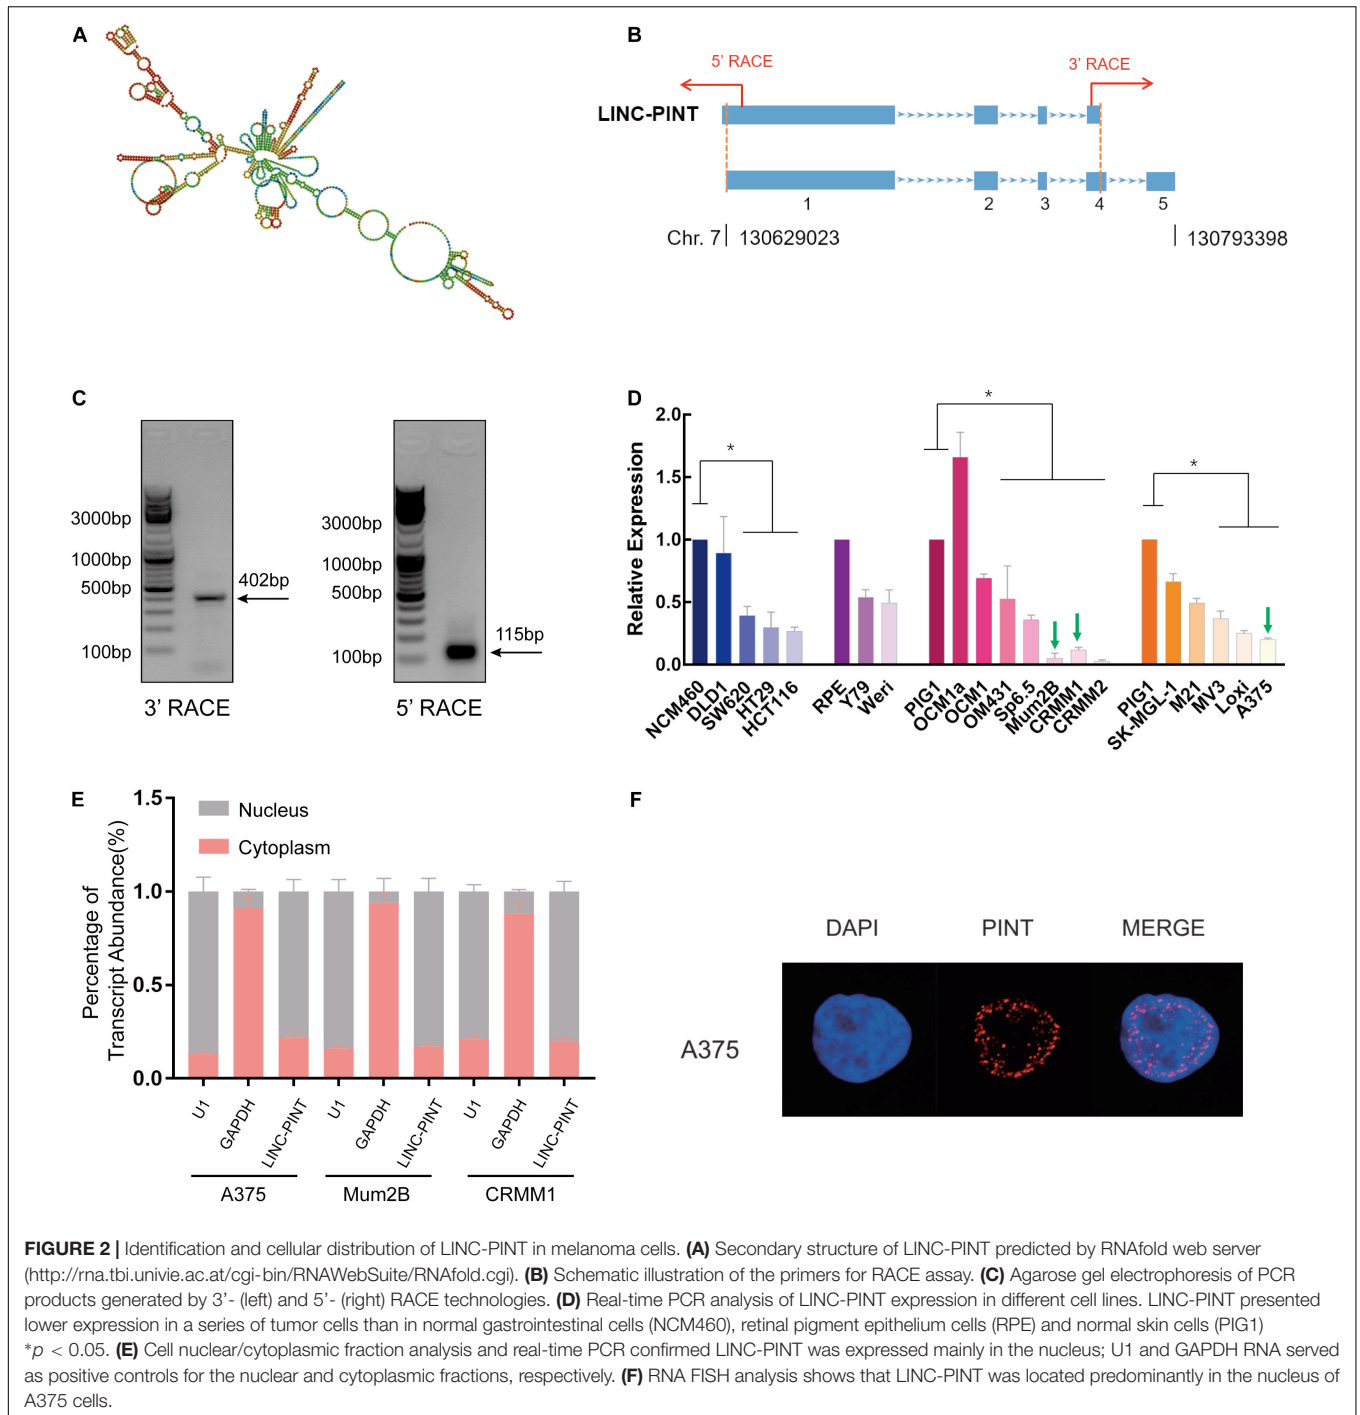 A
B
5' RACE
3' RACE
LINC-PINT
1 2 3 4 5
Chr. 7 130629023 130793398
C
3000bp
1000bp
500bp
402bp
100bp
3' RACE
3000bp
1000bp
500bp
115bp
100bp
5' RACE
D
Relative Expression
2.0
1.5
1.0
0.5
0.0
* * *
NCM460 DLD1 SW620 HT29 HCT116 RPE Y79 Weri PIG1 OCM1a OCM1 OM431 Sp6.5 Mum2B CRMM1 CRMM2 PIG1 SK-MGL-1 M21 MV3 Loxi A375
E
Percentage of
Transcript Abundance(%)
1.5
1.0
0.5
0.0
Nucleus
Cytoplasm
U1 GAPDH LINC-PINT U1 GAPDH LINC-PINT U1 GAPDH LINC-PINT
A375 Mum2B CRMM1
F
DAPI PINT MERGE
A375
FIGURE 2 | Identification and cellular distribution of LINC-PINT in melanoma cells. (A) Secondary structure of LINC-PINT predicted by RNAfold web server
(http://rna.tbi.univie.ac.at/cgi-bin/RNAWebSuite/RNAfold.cgi). (B) Schematic illustration of the primers for RACE assay. (C) Agarose gel electrophoresis of PCR
products generated by 3'- (left) and 5'- (right) RACE technologies. (D) Real-time PCR analysis of LINC-PINT expression in different cell lines. LINC-PINT presented
lower expression in a series of tumor cells than in normal gastrointestinal cells (NCM460), retinal pigment epithelium cells (RPE) and normal skin cells (PIG1)
*p < 0.05. (E) Cell nuclear/cytoplasmic fraction analysis and real-time PCR confirmed LINC-PINT was expressed mainly in the nucleus; U1 and GAPDH RNA served
as positive controls for the nuclear and cytoplasmic fractions, respectively. (F) RNA FISH analysis shows that LINC-PINT was located predominantly in the nucleus of
A375 cells.